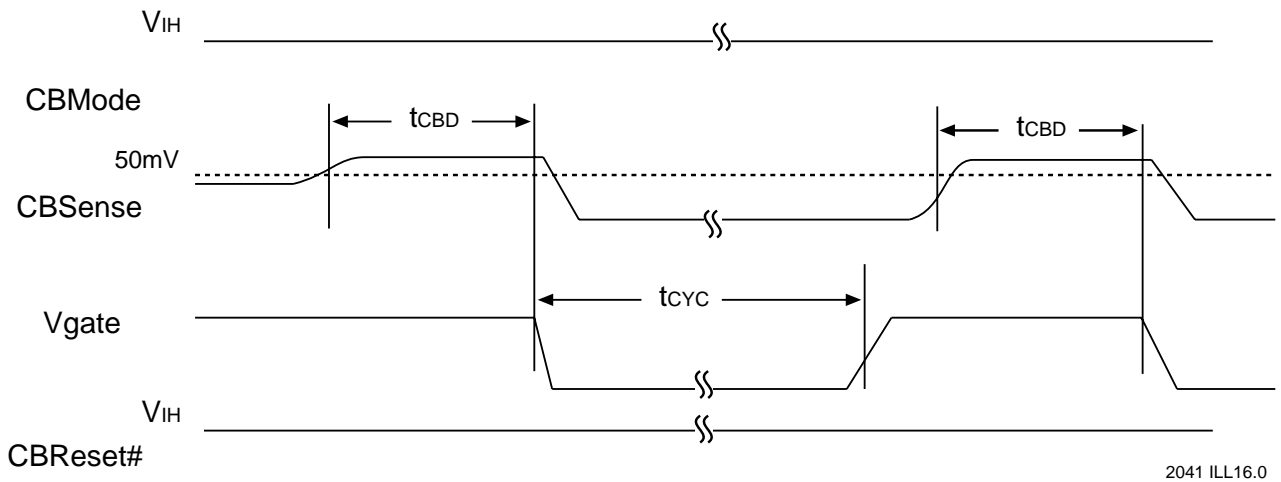 VIH
CBMode
tCBD
tCBD
50mV
CBSense
tCYC
Vgate
VIH
CBReset#
2041 ILL16.0